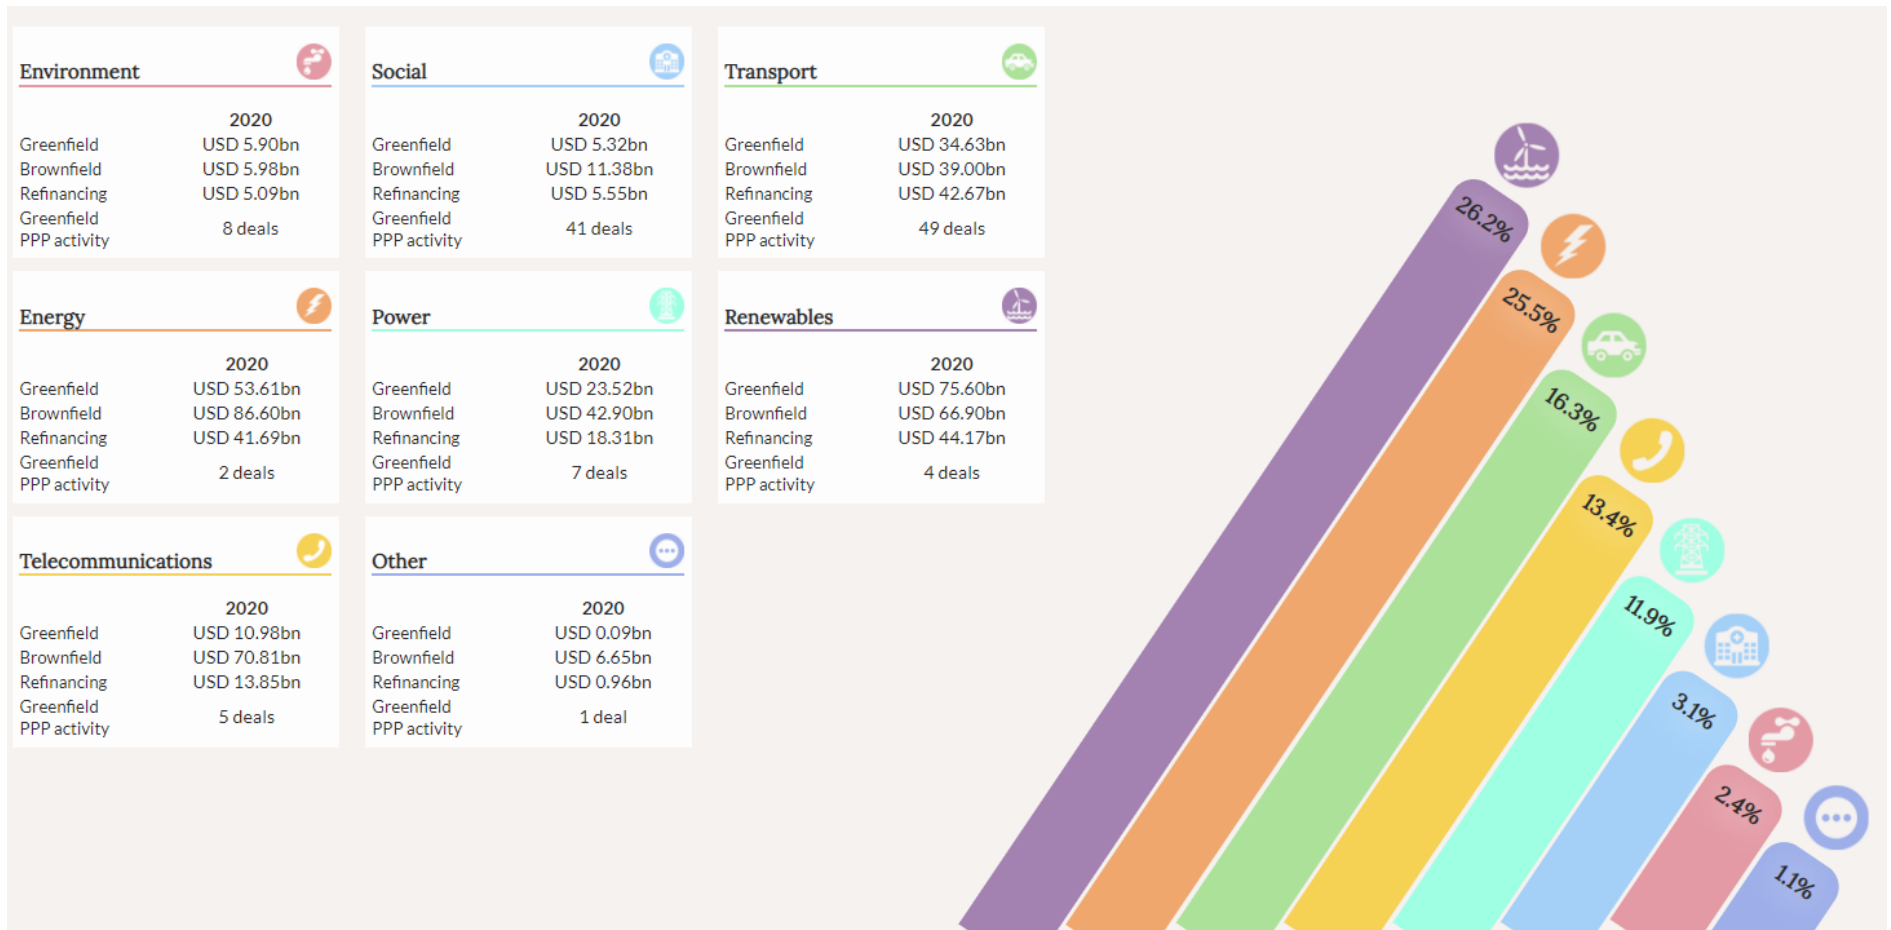 Environment
2020
Greenfield USD 5.90bn
Brownfield USD 5.98bn
Refinancing USD 5.09bn
Greenfield
PPP activity 8 deals
Social
2020
Greenfield USD 5.32bn
Brownfield USD 11.38bn
Refinancing USD 5.55bn
Greenfield
PPP activity 41 deals
Transport
2020
Greenfield USD 34.63bn
Brownfield USD 39.00bn
Refinancing USD 42.67bn
Greenfield
PPP activity 49 deals
Energy
2020
Greenfield USD 53.61bn
Brownfield USD 86.60bn
Refinancing USD 41.69bn
Greenfield
PPP activity 2 deals
Power
2020
Greenfield USD 23.52bn
Brownfield USD 42.90bn
Refinancing USD 18.31bn
Greenfield
PPP activity 7 deals
Renewables
2020
Greenfield USD 75.60bn
Brownfield USD 66.90bn
Refinancing USD 44.17bn
Greenfield
PPP activity 4 deals
Telecommunications
2020
Greenfield USD 10.98bn
Brownfield USD 70.81bn
Refinancing USD 13.85bn
Greenfield
PPP activity 5 deals
Other
2020
Greenfield USD 0.09bn
Brownfield USD 6.65bn
Refinancing USD 0.96bn
Greenfield
PPP activity 1 deal
26.2%
25.5%
16.3%
13.4%
11.9%
3.1%
2.4%
1.1%